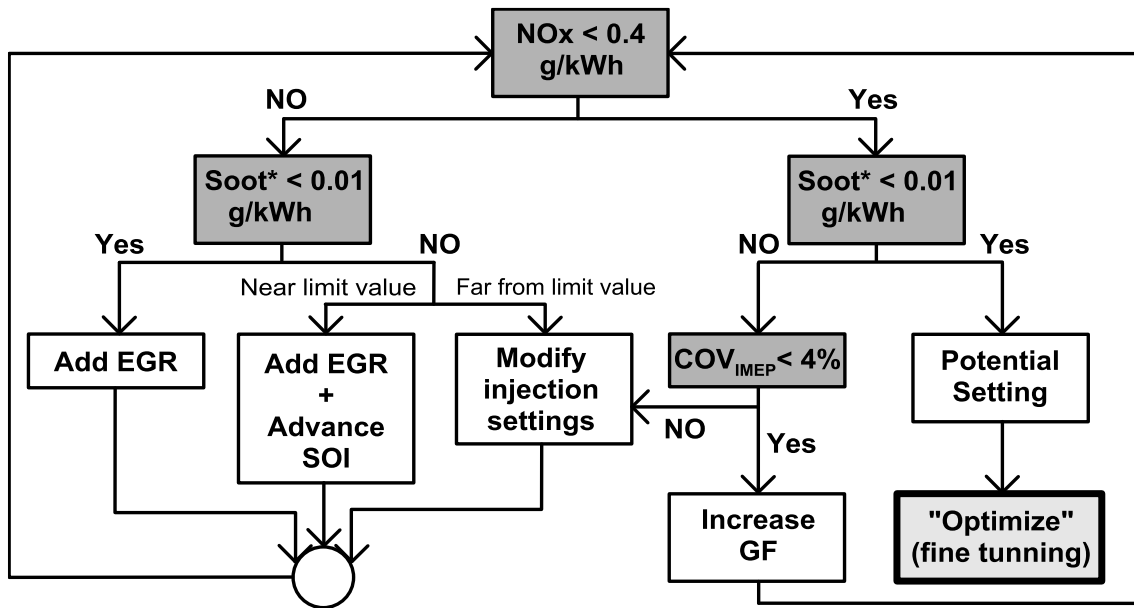 NOx < 0.4
g/kWh
NO
Yes
Soot* < 0.01
g/kWh
Soot* < 0.01
g/kWh
Yes
NO
NO
Yes
Near limit value
Far from limit value
Add EGR
Add EGR
+
Advance
SOI
Modify
injection
settings
COVIMEP < 4%
Potential
Setting
NO
Yes
Increase
GF
"Optimize"
(fine tunning)